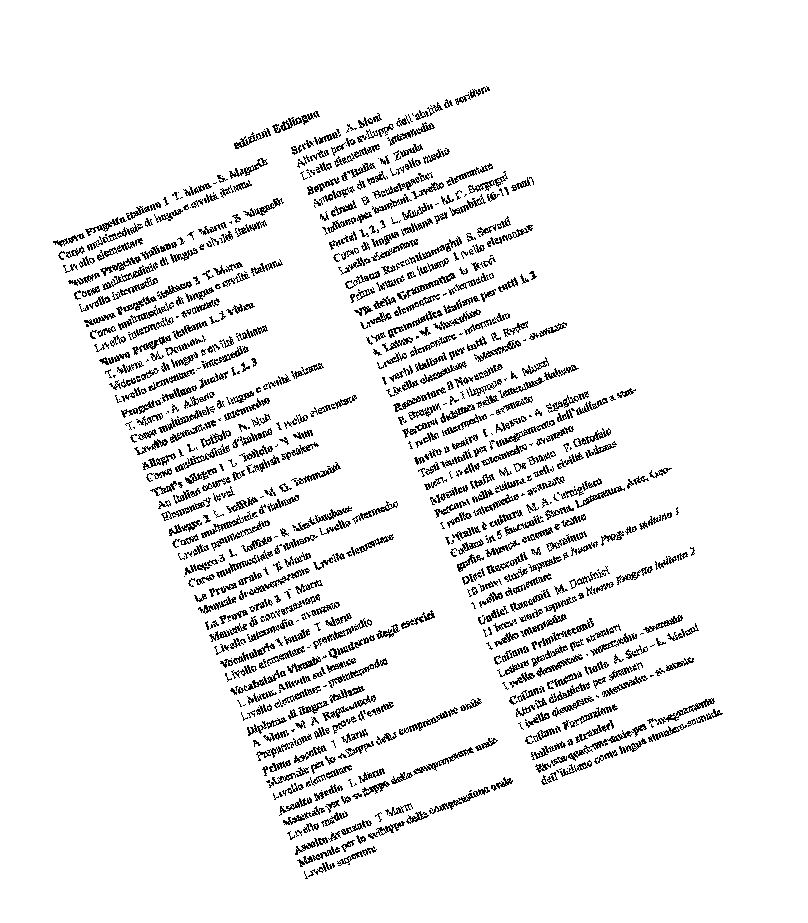 edizioni Edilingua
Nuovo Progetto italiano 1 T. Marin - S. Magnelli
Corso multimediale di lingua e civiltà italiana
Livello elementare
Nuovo Progetto italiano 2 T. Marin - S. Magnelli
Corso multimediale di lingua e civiltà italiana
Livello intermedio
Nuovo Progetto italiano 3 T. Marin
Corso multimediale di lingua e civiltà italiana
Livello intermedio - avanzato
Nuovo Progetto italiano 1, 2 Video
T. Marin - M. Dominici
Videocorso di lingua e civiltà italiana
Livello elementare - intermedio
Progetto italiano Junior 1, 2, 3
T. Marin - A. Albano
Corso multimediale di lingua e civiltà italiana
Livello elementare - intermedio
Allegro 1 L. Toffolo - N. Nuti
Corso multimediale d'italiano. Livello elementare
That's Allegro 1 L. Toffolo - N. Nuti
An Italian course for English speakers
Elementary level
Allegro 2 L. Toffolo - M. G. Tommasini
Corso multimediale d'italiano
Livello preintermedio
Allegro 3 L. Toffolo - R. Merklinghaus
Corso multimediale d'italiano. Livello intermedio
La Prova orale 1 T. Marin
Manuale di conversazione. Livello elementare
La Prova orale 2 T. Marin
Manuale di conversazione
Livello intermedio - avanzato
Vocabolario Visuale T. Marin
Livello elementare - preintermedio
Vocabolario Visuale - Quaderno degli esercizi
T. Marin. Attività sul lessico
Livello elementare - preintermedio
Diploma di lingua italiana
A. Moni - M. A. Rapacciuolo
Preparazione alle prove d'esame
Primo Ascolto T. Marin
Materiale per lo sviluppo della comprensione orale
Livello elementare
Ascolto Medio T. Marin
Materiale per lo sviluppo della comprensione orale
Livello medio
Ascolto Avanzato T. Marin
Materiale per lo sviluppo della comprensione orale
Livello superiore
Scriviamo! A. Moni
Attività per lo sviluppo dell'abilità di scrittura
Livello elementare - intermedio
Sapore d'Italia M. Zurula
Antologia di testi. Livello medio
Al circo! B. Beutelspacher
Italiano per bambini. Livello elementare
Forte! 1, 2, 3 L. Maddii - M. C. Borgogni
Corso di lingua italiana per bambini (6-11 anni)
Livello elementare
Collana Raccontimmagini S. Servetti
Prime letture in italiano. Livello elementare
Via della Grammatica M. Ricci
Livello elementare - intermedio
Una grammatica italiana per tutti 1, 2
A. Latino - M. Muscolino
Livello elementare - intermedio
I verbi italiani per tutti R. Ryder
Livello elementare - intermedio - avanzato
Raccontare il Novecento
P. Brogini - A. Filippone - A. Muzzi
Percorsi didattici nella letteratura italiana
Livello intermedio - avanzato
Invito a teatro L. Alessio - A. Sgaglione
Testi teatrali per l'insegnamento dell'italiano a stra-
nieri. Livello intermedio - avanzato
Mosaico Italia M. De Biasio - P. Garofalo
Percorsi nella cultura e nella civiltà italiana
Livello intermedio - avanzato
L'Italia è cultura M. A. Cernigliaro
Collana in 5 fascicoli: Storia, Letteratura, Arte, Geo-
grafia, Musica, cinema e teatro
Dieci Racconti M. Dominici
10 brevi storie ispirate a Nuovo Progetto italiano 1
Livello elementare
Undici Racconti M. Dominici
11 brevi storie ispirate a Nuovo Progetto italiano 2
Livello intermedio
Collana Primiracconti
Letture graduate per stranieri
Livello elementare - intermedio - avanzato
Collana Cinema Italia A. Serio - E. Meloni
Attività didattiche per stranieri
Livello elementare - intermedio - avanzato
Collana Formazione
italiano a stranieri
Rivista quadrimestrale per l'insegnamento
dell'italiano come lingua straniera/seconda